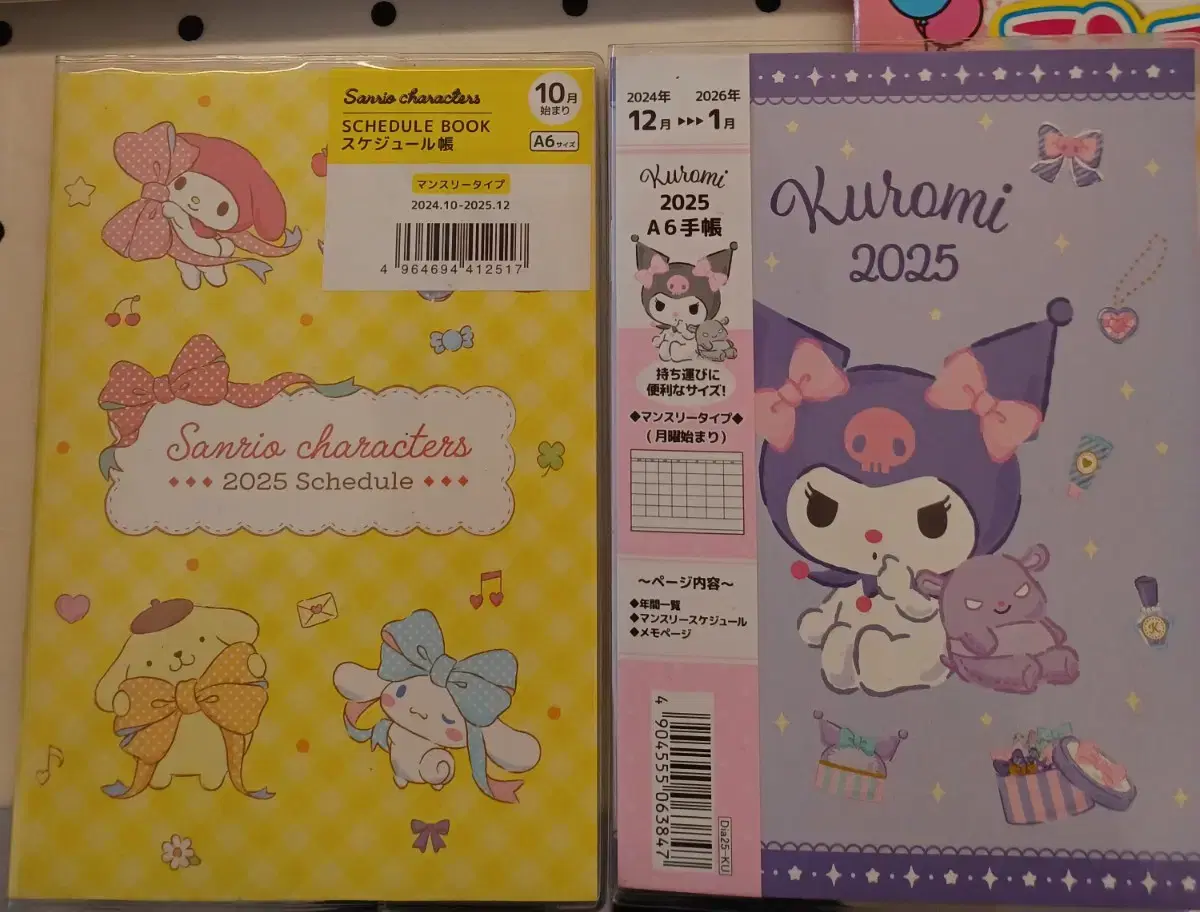 Sanrio characters
SCHEDULE BOOK
スケジュール帳
10月
始まり
A6サイズ
マンスリータイプ
2024.10-2025.12
4 964694 412517
Sanrio characters
2025 Schedule
2024年 2026年
12月 ▸▸▸ 1月
Kuromi
2025
A6手帳
持ち運びに
便利なサイズ!
◆マンスリータイプ◆
(月曜始まり)
～ページ内容～
◆年間一覧
◆マンスリースケジュール
◆メモページ
4 904555 063847
Dia25-KU
Kuromi
2025
K